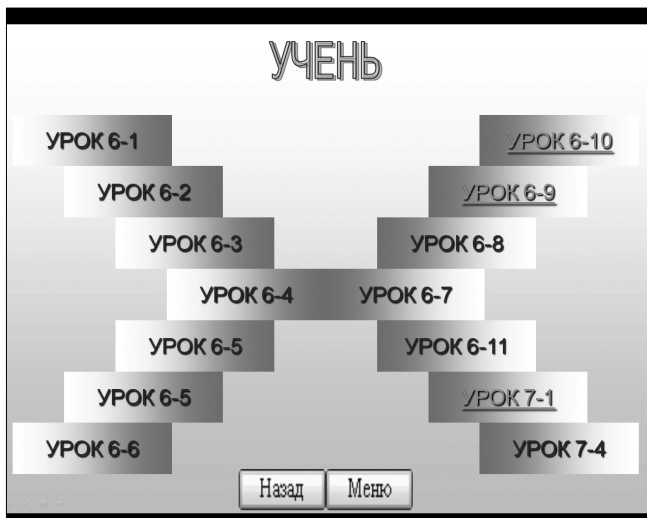 УЧЕНЬ
УРОК 6-1
УРОК 6-10
УРОК 6-2
УРОК 6-9
УРОК 6-3
УРОК 6-8
УРОК 6-4
УРОК 6-7
УРОК 6-5
УРОК 6-11
УРОК 6-5
УРОК 7-1
УРОК 6-6
УРОК 7-4
Назад
Меню